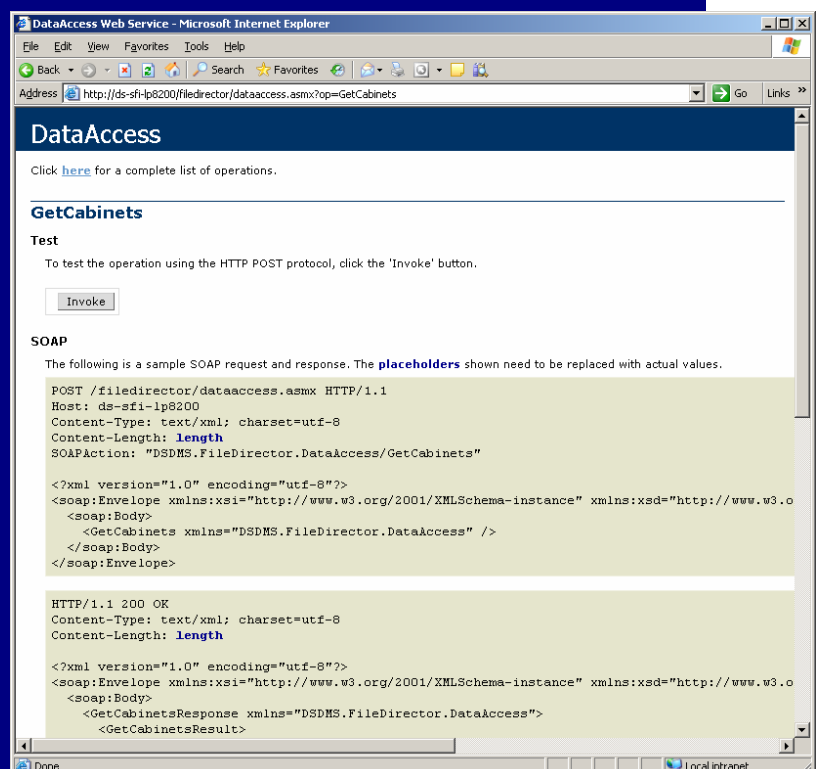 DataAccess Web Service - Microsoft Internet Explorer
File Edit View Favorites Tools Help
Back Search Favorites
Address http://ds-sfi-lp8200/filedirector/dataaccess.asmx?op=GetCabinets Go Links »
DataAccess
Click here for a complete list of operations.
GetCabinets
Test
To test the operation using the HTTP POST protocol, click the 'Invoke' button.
Invoke
SOAP
The following is a sample SOAP request and response. The placeholders shown need to be replaced with actual values.
POST /filedirector/dataaccess.asmx HTTP/1.1
Host: ds-sfi-lp8200
Content-Type: text/xml; charset=utf-8
Content-Length: length
SOAPAction: "DSDMS.FileDirector.DataAccess/GetCabinets"
<?xml version="1.0" encoding="utf-8"?>
<soap:Envelope xmlns:xsi="http://www.w3.org/2001/XMLSchema-instance" xmlns:xsd="http://www.w3.o
<soap:Body>
<GetCabinets xmlns="DSDMS.FileDirector.DataAccess" />
</soap:Body>
</soap:Envelope>
HTTP/1.1 200 OK
Content-Type: text/xml; charset=utf-8
Content-Length: length
<?xml version="1.0" encoding="utf-8"?>
<soap:Envelope xmlns:xsi="http://www.w3.org/2001/XMLSchema-instance" xmlns:xsd="http://www.w3.o
<soap:Body>
<GetCabinetsResponse xmlns="DSDMS.FileDirector.DataAccess">
<GetCabinetsResult>
Done Local intranet